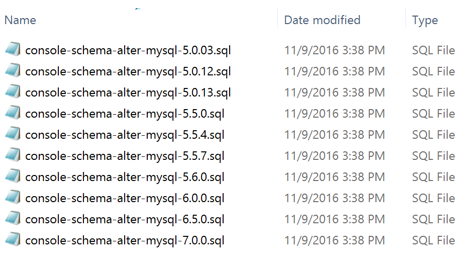 Name Date modified Type
console-schema-alter-mysql-5.0.03.sql 11/9/2016 3:38 PM SQL File
console-schema-alter-mysql-5.0.12.sql 11/9/2016 3:38 PM SQL File
console-schema-alter-mysql-5.0.13.sql 11/9/2016 3:38 PM SQL File
console-schema-alter-mysql-5.5.0.sql 11/9/2016 3:38 PM SQL File
console-schema-alter-mysql-5.5.4.sql 11/9/2016 3:38 PM SQL File
console-schema-alter-mysql-5.5.7.sql 11/9/2016 3:38 PM SQL File
console-schema-alter-mysql-5.6.0.sql 11/9/2016 3:38 PM SQL File
console-schema-alter-mysql-6.0.0.sql 11/9/2016 3:38 PM SQL File
console-schema-alter-mysql-6.5.0.sql 11/9/2016 3:38 PM SQL File
console-schema-alter-mysql-7.0.0.sql 11/9/2016 3:38 PM SQL File